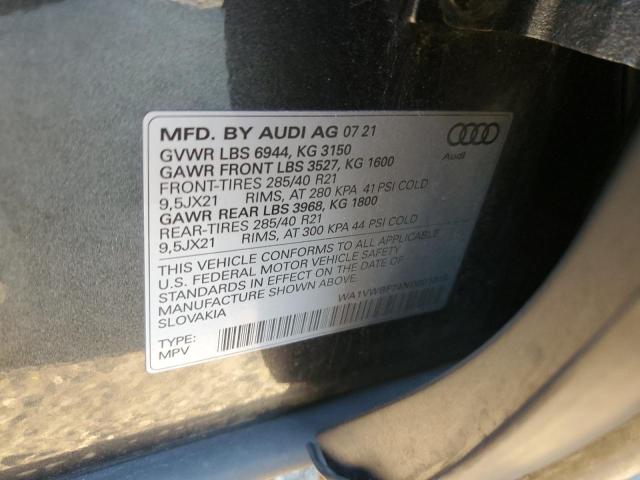 MFD. BY AUDI AG 07 21
GVWR LBS 6944, KG 3150
GAWR FRONT LBS 3527, KG 1600
FRONT-TIRES 285/40 R21
9,5JX21 RIMS, AT 280 KPA 41 PSI COLD
GAWR REAR LBS 3968, KG 1800
REAR-TIRES 285/40 R21
9,5JX21 RIMS, AT 300 KPA 44 PSI COLD
THIS VEHICLE CONFORMS TO ALL APPLICABLE
U.S. FEDERAL MOTOR VEHICLE SAFETY
STANDARDS IN EFFECT ON THE DATE OF
MANUFACTURE SHOWN ABOVE.
SLOVAKIA
TYPE:
MPV
Audi